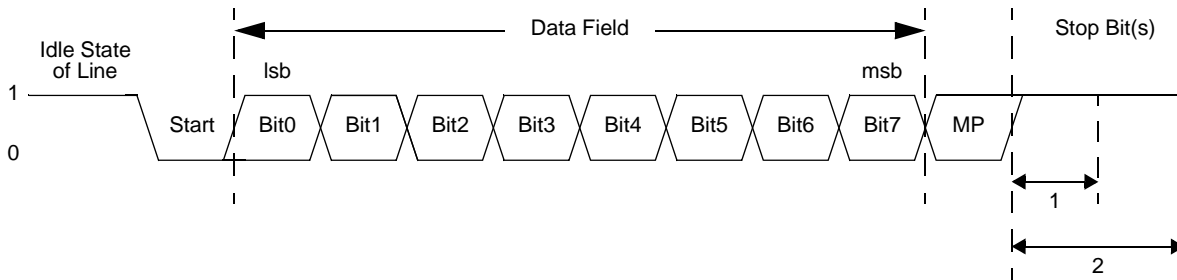 Data Field
Stop Bit(s)
Idle State
of Line
lsb
msb
1
Start
Bit0
Bit1
Bit2
Bit3
Bit4
Bit5
Bit6
Bit7
MP
0
1
2